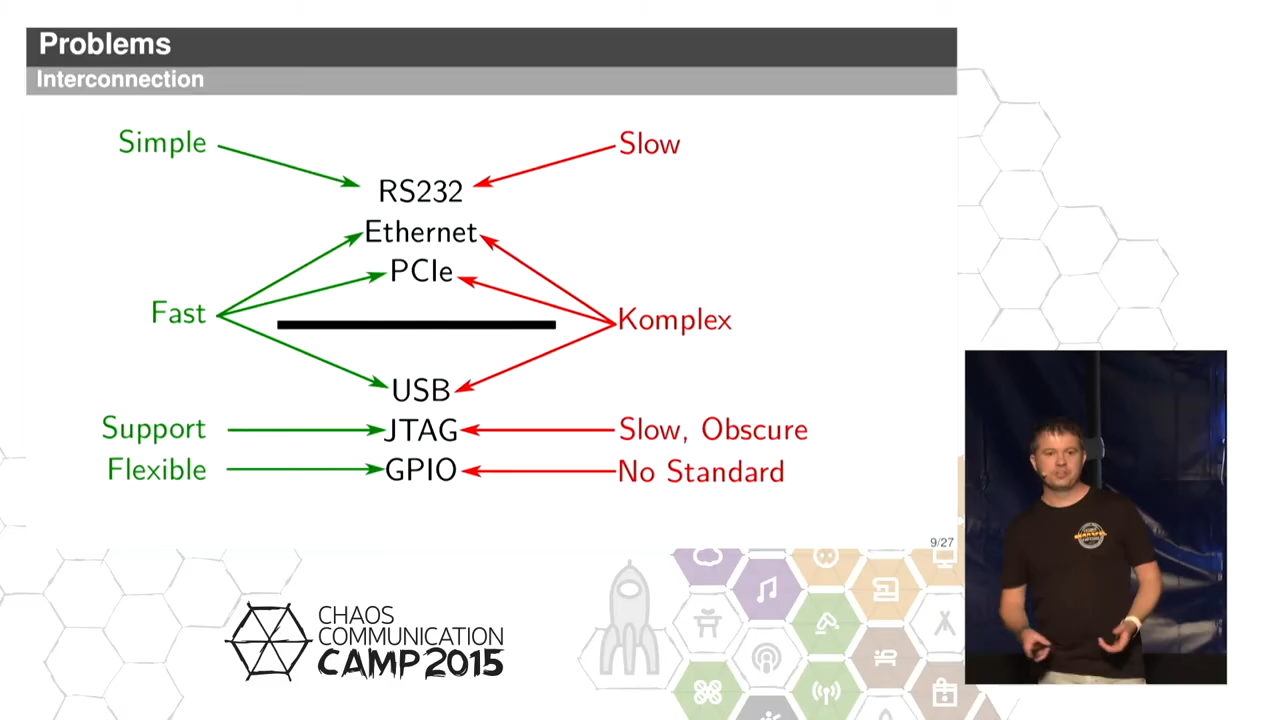 Problems
Interconnection
Simple
Slow
RS232
Ethernet
PCIe
Fast
Komplex
USB
Support
JTAG
Slow, Obscure
Flexible
GPIO
No Standard
9/27
CHAOS
COMMUNICATION
CAMP 2015